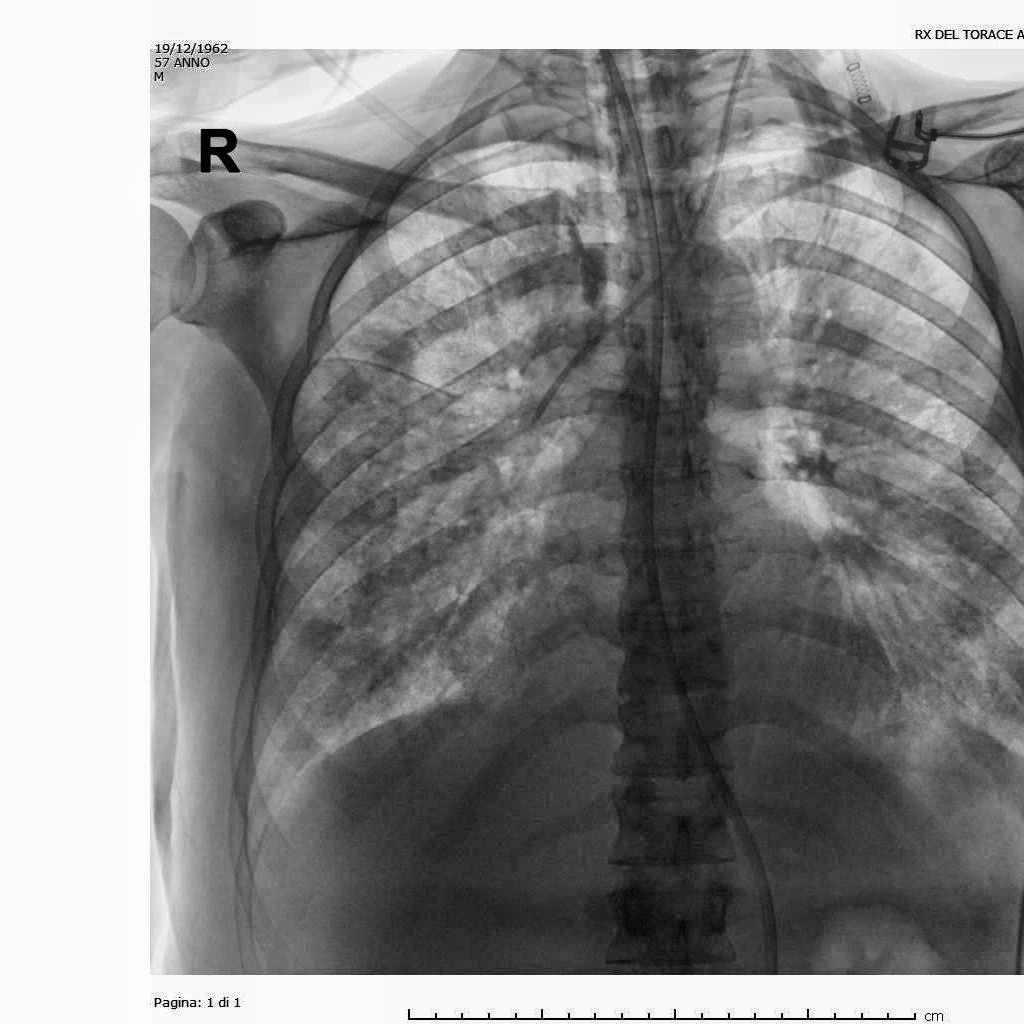 RX DEL TORACE A
19/12/1962
57 ANNO
M
R
Pagina: 1 di 1
cm